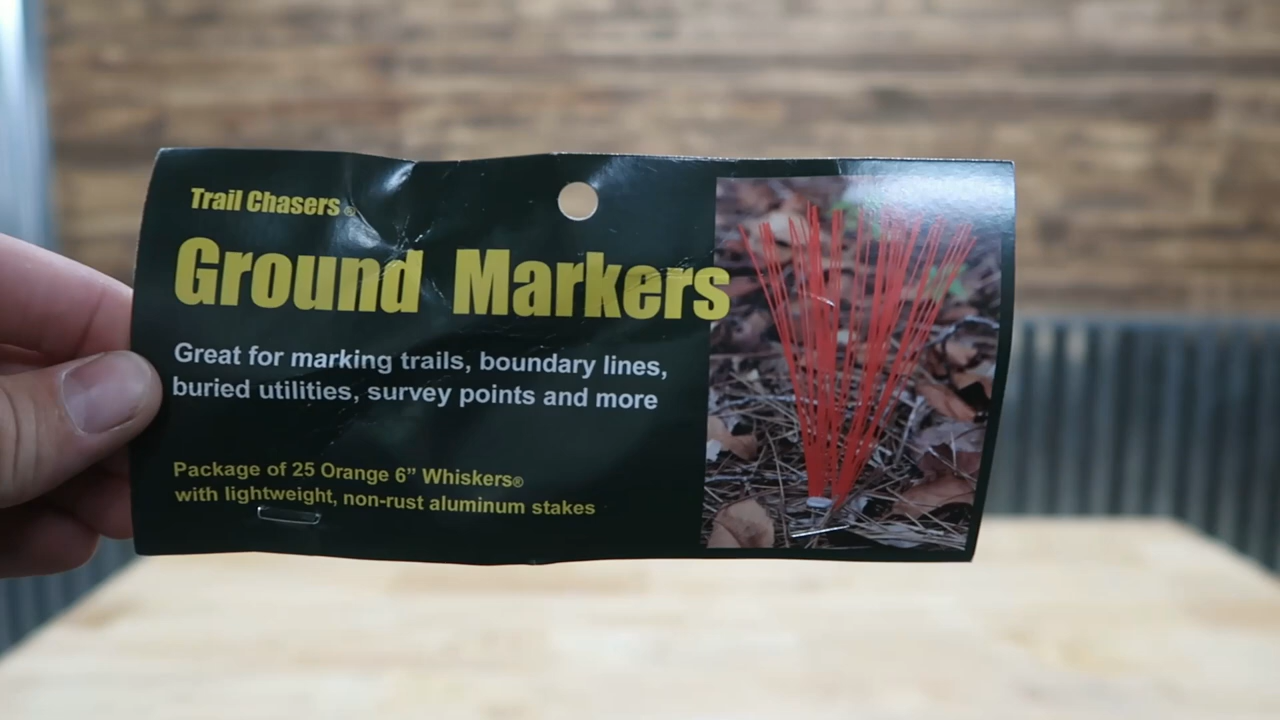 Trail Chasers®
Ground Markers
Great for marking trails, boundary lines,
buried utilities, survey points and more
Package of 25 Orange 6” Whiskers®
with lightweight, non-rust aluminum stakes